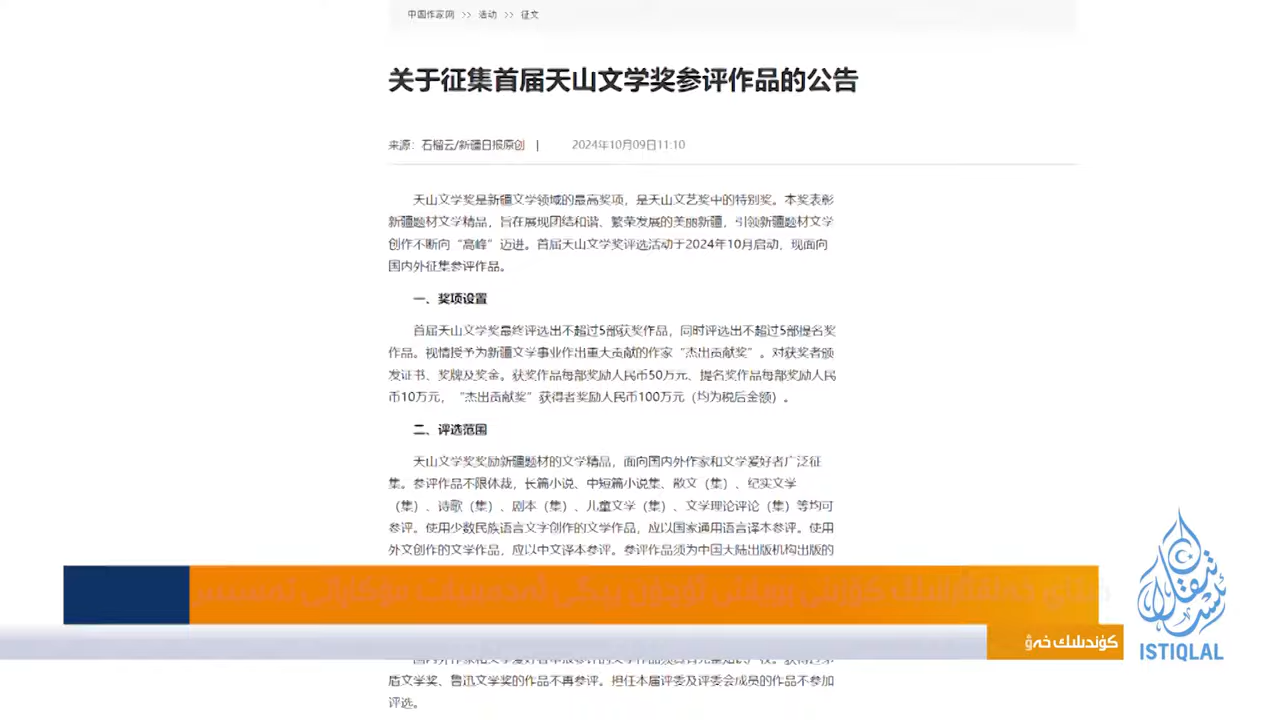 中国作家网 >> 活动 >> 征文
关于征集首届天山文学奖参评作品的公告
来源：石榴云/新疆日报原创 | 2024年10月09日11:10
天山文学奖是新疆文学领域的最高奖项，是天山文艺奖中的特别奖。本奖表彰
新疆题材文学精品，旨在展现团结和谐、繁荣发展的美丽新疆，引领新疆题材文学
创作不断向“高峰”迈进。首届天山文学奖评选活动于2024年10月启动，现面向
国内外征集参评作品。
一、奖项设置
首届天山文学奖最终评选出不超过5部获奖作品，同时评选出不超过5部提名奖
作品。视情授予为新疆文学事业作出重大贡献的作家“杰出贡献奖”。对获奖者颁
发证书、奖牌及奖金。获奖作品每部奖励人民币50万元、提名奖作品每部奖励人民
币10万元，“杰出贡献奖”获得者奖励人民币100万元（均为税后金额）。
二、评选范围
天山文学奖奖励新疆题材的文学精品，面向国内外作家和文学爱好者广泛征
集。参评作品不限体裁，长篇小说、中短篇小说集、散文（集）、纪实文学
（集）、诗歌（集）、剧本（集）、儿童文学（集）、文学理论评论（集）等均可
参评。使用少数民族语言文字创作的文学作品，应以国家通用语言译本参评。使用
外文创作的文学作品，应以中文译本参评。参评作品须为中国大陆出版机构出版的
كۈندىلىك خەۋ
ئىستىقلال
ISTIQLAL
盾文学奖、鲁迅文学奖的作品不再参评。担任本届评委及评委会成员的作品不参加
评选。